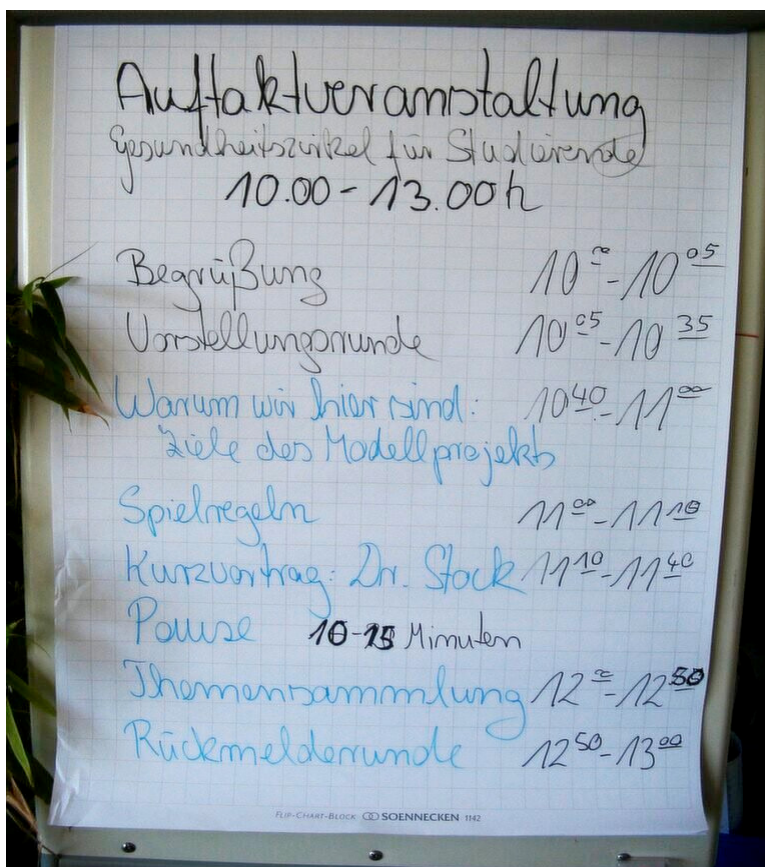 Auftaktveranstaltung
Gesundheitszirkel für Studierende
10.00 - 13.00 h
Begrüßung 10⁰⁰ - 10⁰⁵
Vorstellungsrunde 10⁰⁵ - 10³⁵
Warum wir hier sind: 10⁴⁰ - 11⁰⁰
Ziele des Modellprojekts
Spielregeln 11⁰⁰ - 11¹⁰
Kurzvortrag: Dr. Stock 11¹⁰ - 11⁴⁰
Pause 10-15 Minuten
Themensammlung 12⁰⁰ - 12⁵⁰
Rückmelderunde 12⁵⁰ - 13⁰⁰
FLIP-CHART-BLOCK SOENNECKEN 1142